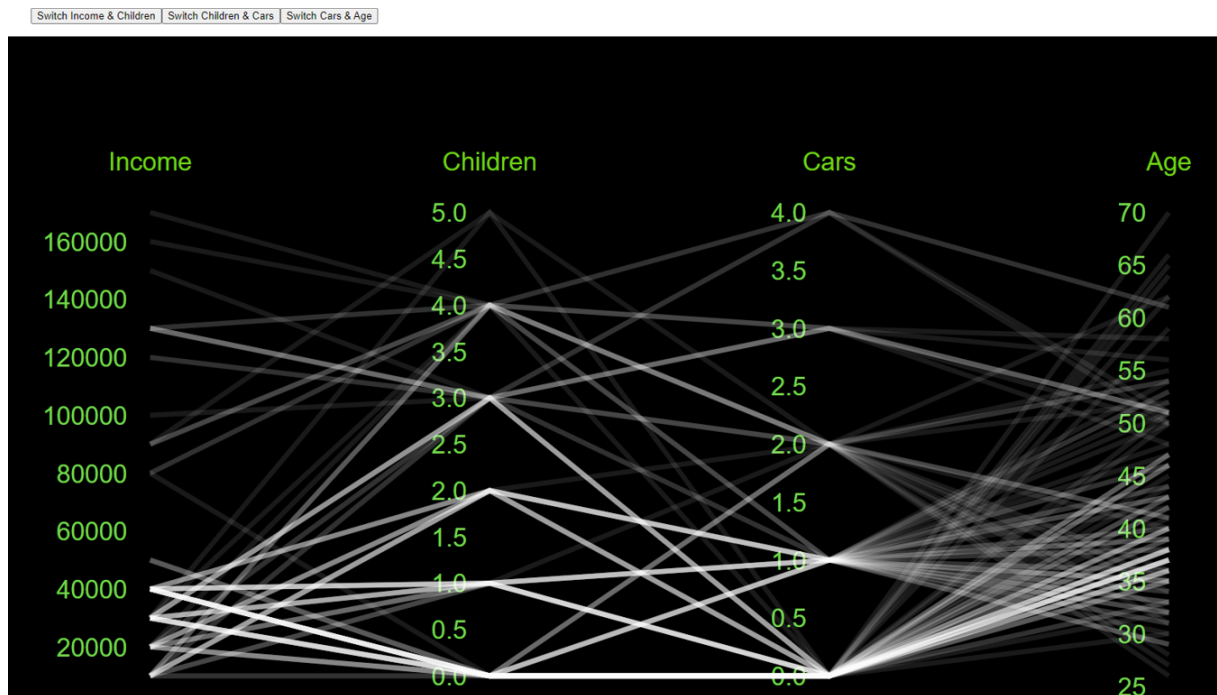 Switch Income & Children Switch Children & Cars Switch Cars & Age
Income Children Cars Age
5.0 4.0 70
160000 4.5 3.5 65
140000 4.0 3.0 60
120000 3.5 2.5 55
100000 3.0 2.0 50
80000 2.5 1.5 45
60000 2.0 1.0 40
40000 1.5 0.5 35
20000 1.0 0.0 30
0.5 25
0.0